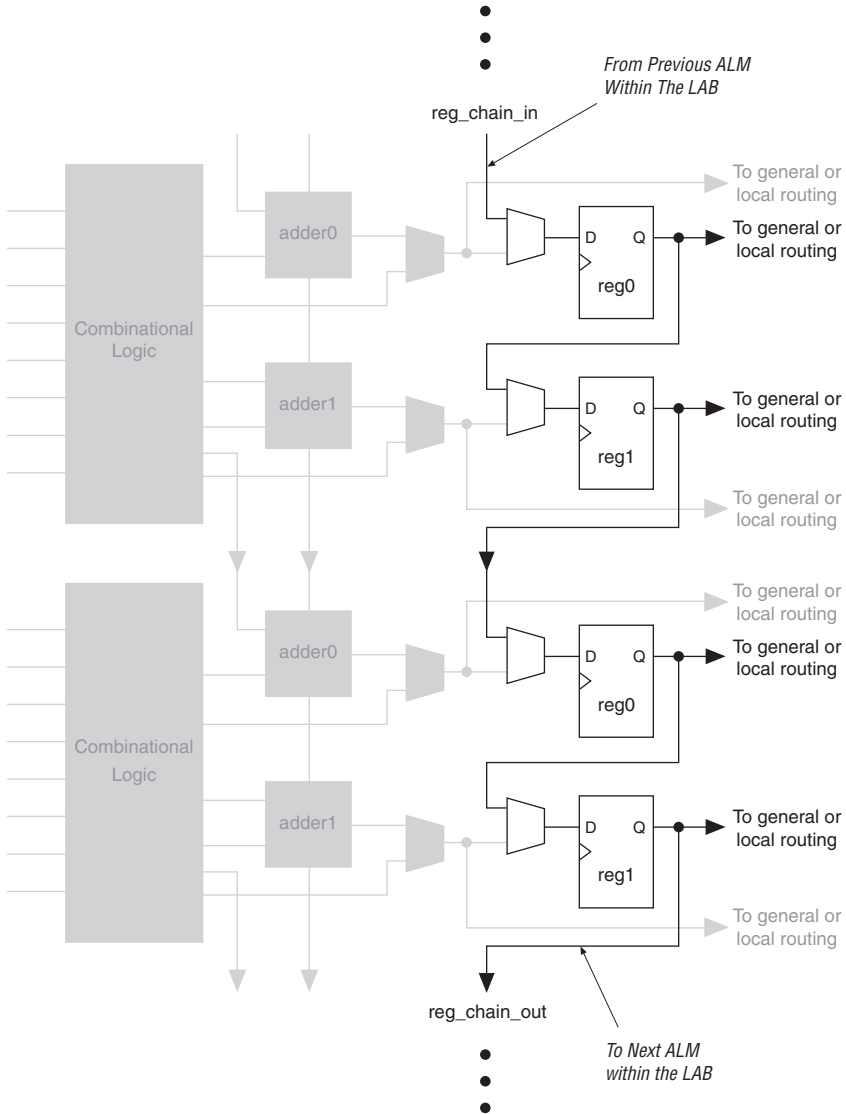 From Previous ALM
Within The LAB
reg_chain_in
To general or
local routing
adder0
D Q
reg0
To general or
local routing
Combinational
Logic
adder1
D Q
reg1
To general or
local routing
To general or
local routing
To general or
local routing
adder0
D Q
reg0
To general or
local routing
Combinational
Logic
adder1
D Q
reg1
To general or
local routing
To general or
local routing
reg_chain_out
To Next ALM
within the LAB